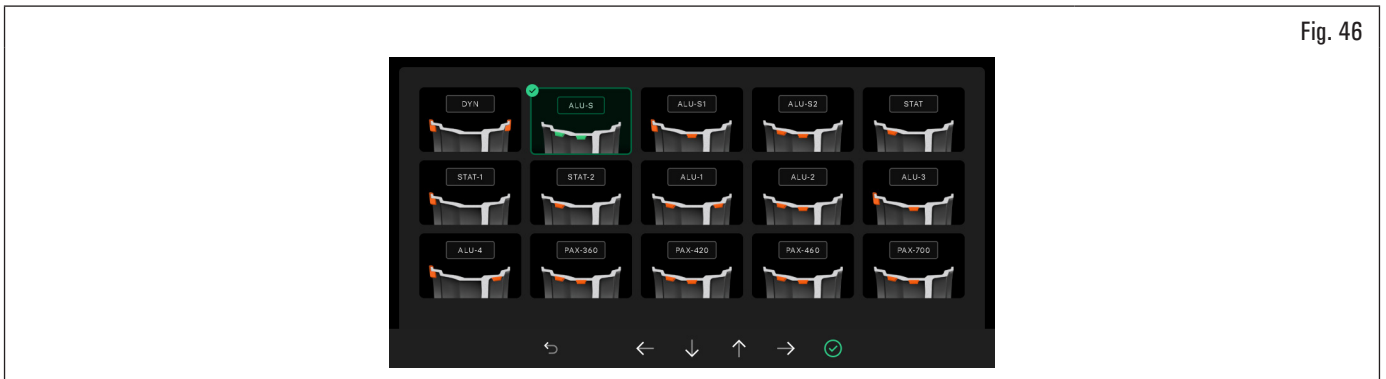 Fig. 46
DYN
ALU-S
ALU-S1
ALU-S2
STAT
STAT-1
STAT-2
ALU-1
ALU-2
ALU-3
ALU-4
PAX-360
PAX-420
PAX-460
PAX-700